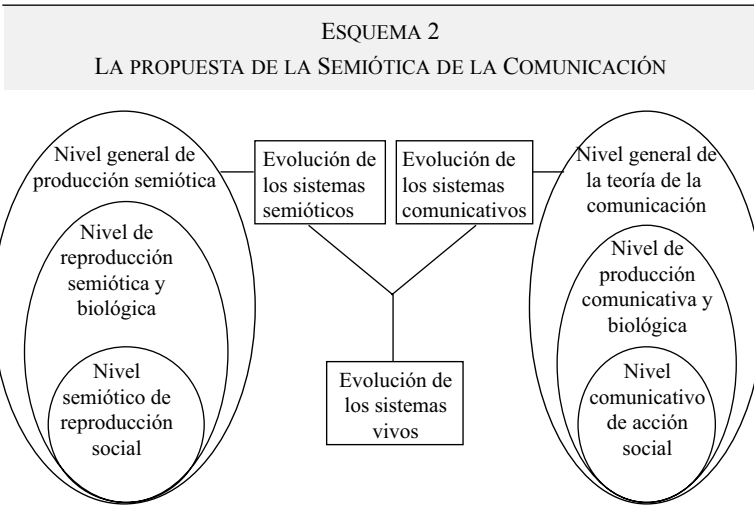 ESQUEMA 2
LA PROPUESTA DE LA SEMIÓTICA DE LA COMUNICACIÓN
Nivel general de
producción semiótica
Nivel de
reproducción
semiótica y
biológica
Nivel
semiótico de
reproducción
social
Evolución de
los sistemas
semióticos
Evolución de
los sistemas
comunicativos
Evolución de
los sistemas
vivos
Nivel general de
la teoría de la
comunicación
Nivel de
producción
comunicativa y
biológica
Nivel
comunicativo
de acción
social